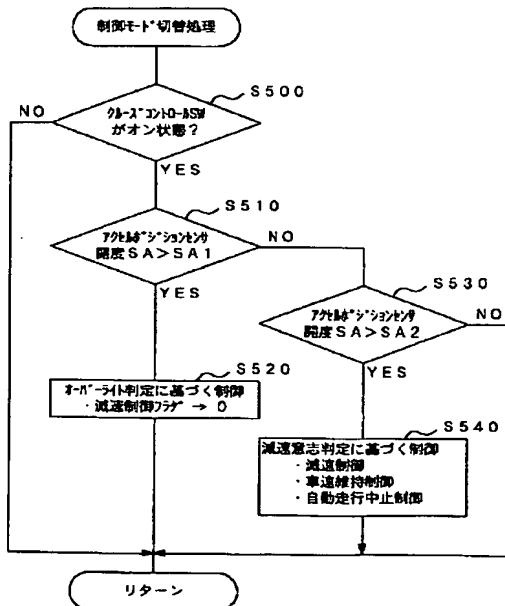 制御モード切替処理
S500
クルーズコントロールSW
がオン状態？
NO
YES
S510
アクセルポジションセンサ
開度SA＞SA1
NO
YES
S530
アクセルポジションセンサ
開度SA＞SA2
NO
YES
S520
オーバーライト判定に基づく制御
・減速制御フラグ → 0
S540
減速意志判定に基づく制御
・減速制御
・車速維持制御
・自動走行中止制御
リターン